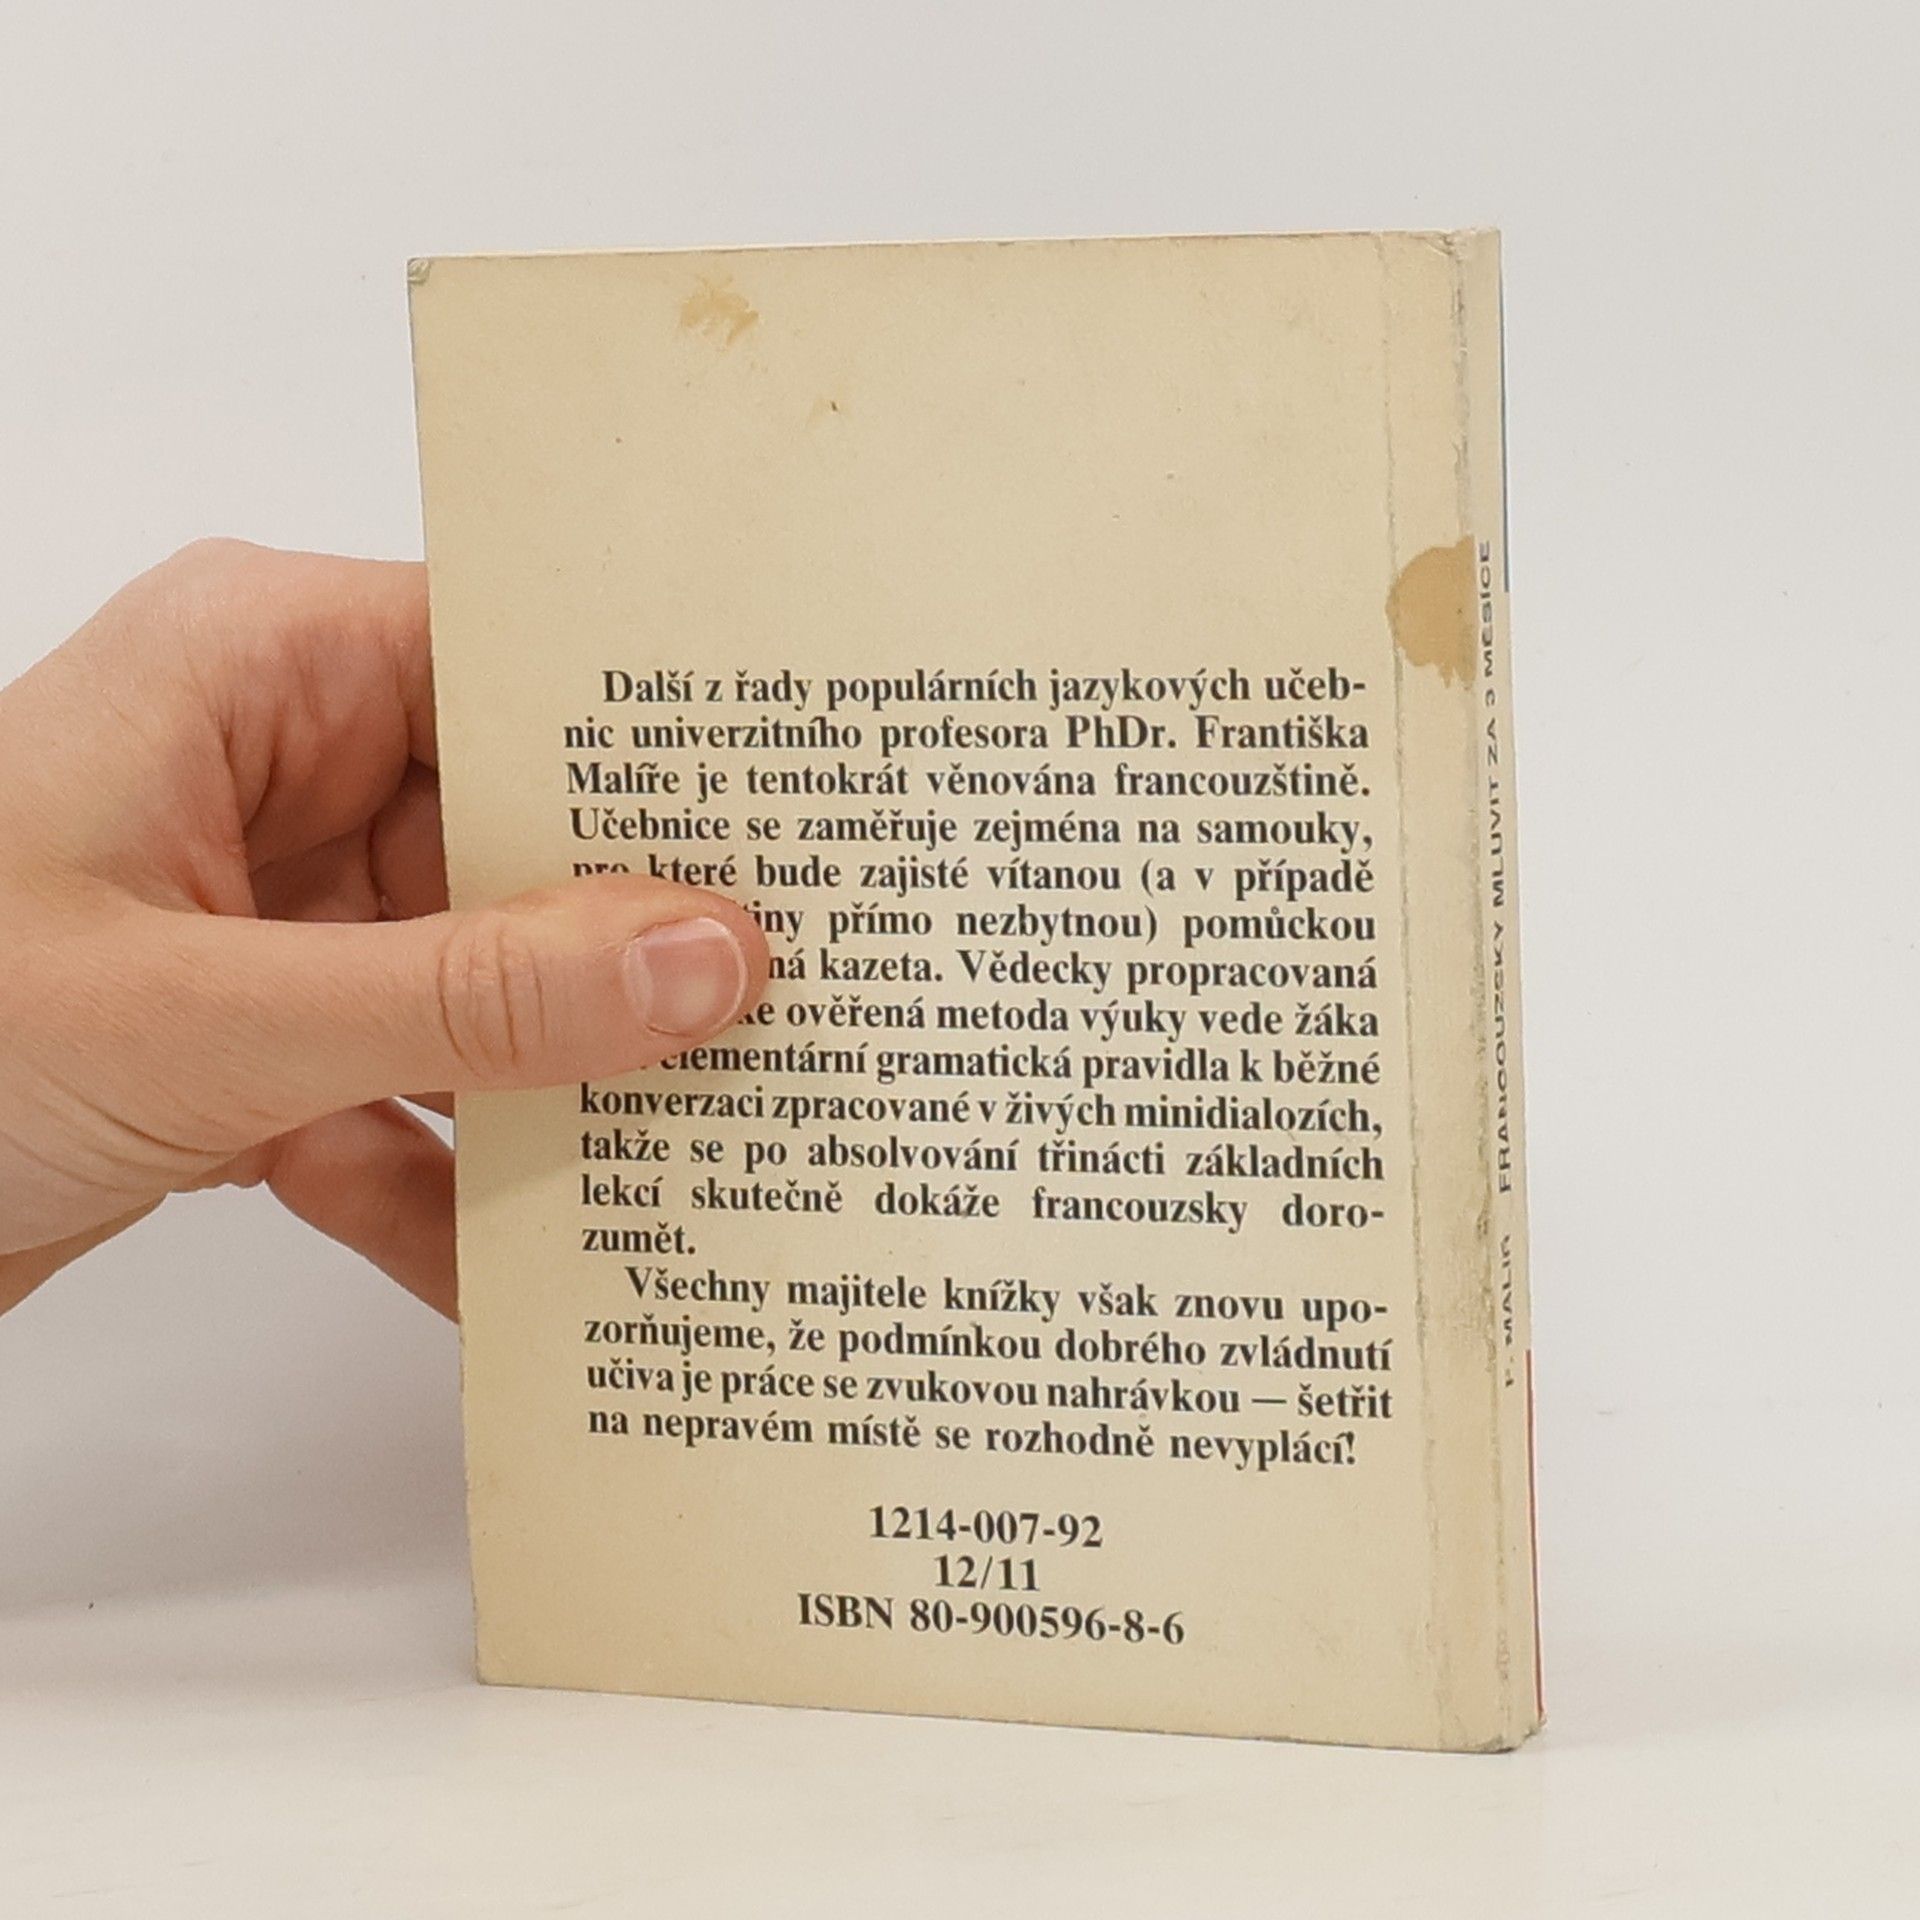 Další z řady populárních jazykových učeb-
nic univerzitního profesora PhDr. Františka
Malíře je tentokrát věnována francouzštině.
Učebnice se zaměřuje zejména na samouky,
pro které bude zajisté vítanou (a v případě
přímo nezbytnou) pomůckou
kazeta. Vědecky propracovaná
ověřená metoda výuky vede žáka
elementární gramatická pravidla k běžné
konverzaci zpracované v živých minidialozích,
takže se po absolvování třinácti základních
lekcí skutečně dokáže francouzsky doro-
zumět.
Všechny majitele knížky však znovu upo-
zorňujeme, že podmínkou dobrého zvládnutí
učiva je práce se zvukovou nahrávkou — šetřit
na nepravém místě se rozhodně nevyplácí!
1214-007-92
12/11
ISBN 80-900596-8-6
F. MALÍŘ FRANCOUZSKY MLUVIT ZA 3 MĚSÍCE